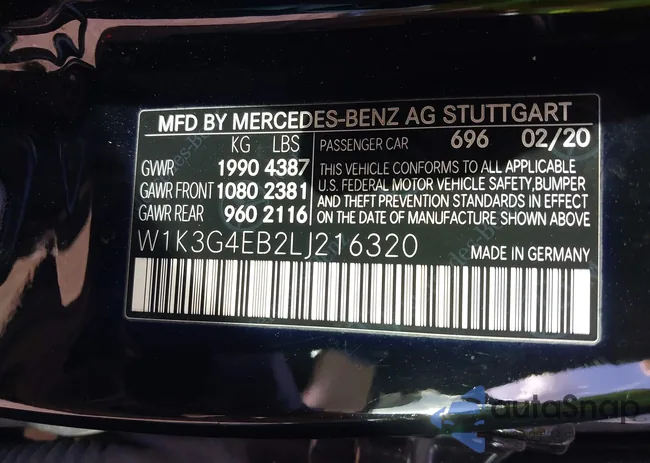 MFD BY MERCEDES-BENZ AG STUTTGART
KG LBS
GVWR 1990 4387
GAWR FRONT 1080 2381
GAWR REAR 960 2116
PASSENGER CAR 696 02/20
THIS VEHICLE CONFORMS TO ALL APPLICABLE
U.S. FEDERAL MOTOR VEHICLE SAFETY, BUMPER
AND THEFT PREVENTION STANDARDS IN EFFECT
ON THE DATE OF MANUFACTURE SHOWN ABOVE
W1K3G4EB2LJ216320
MADE IN GERMANY
autoSnap